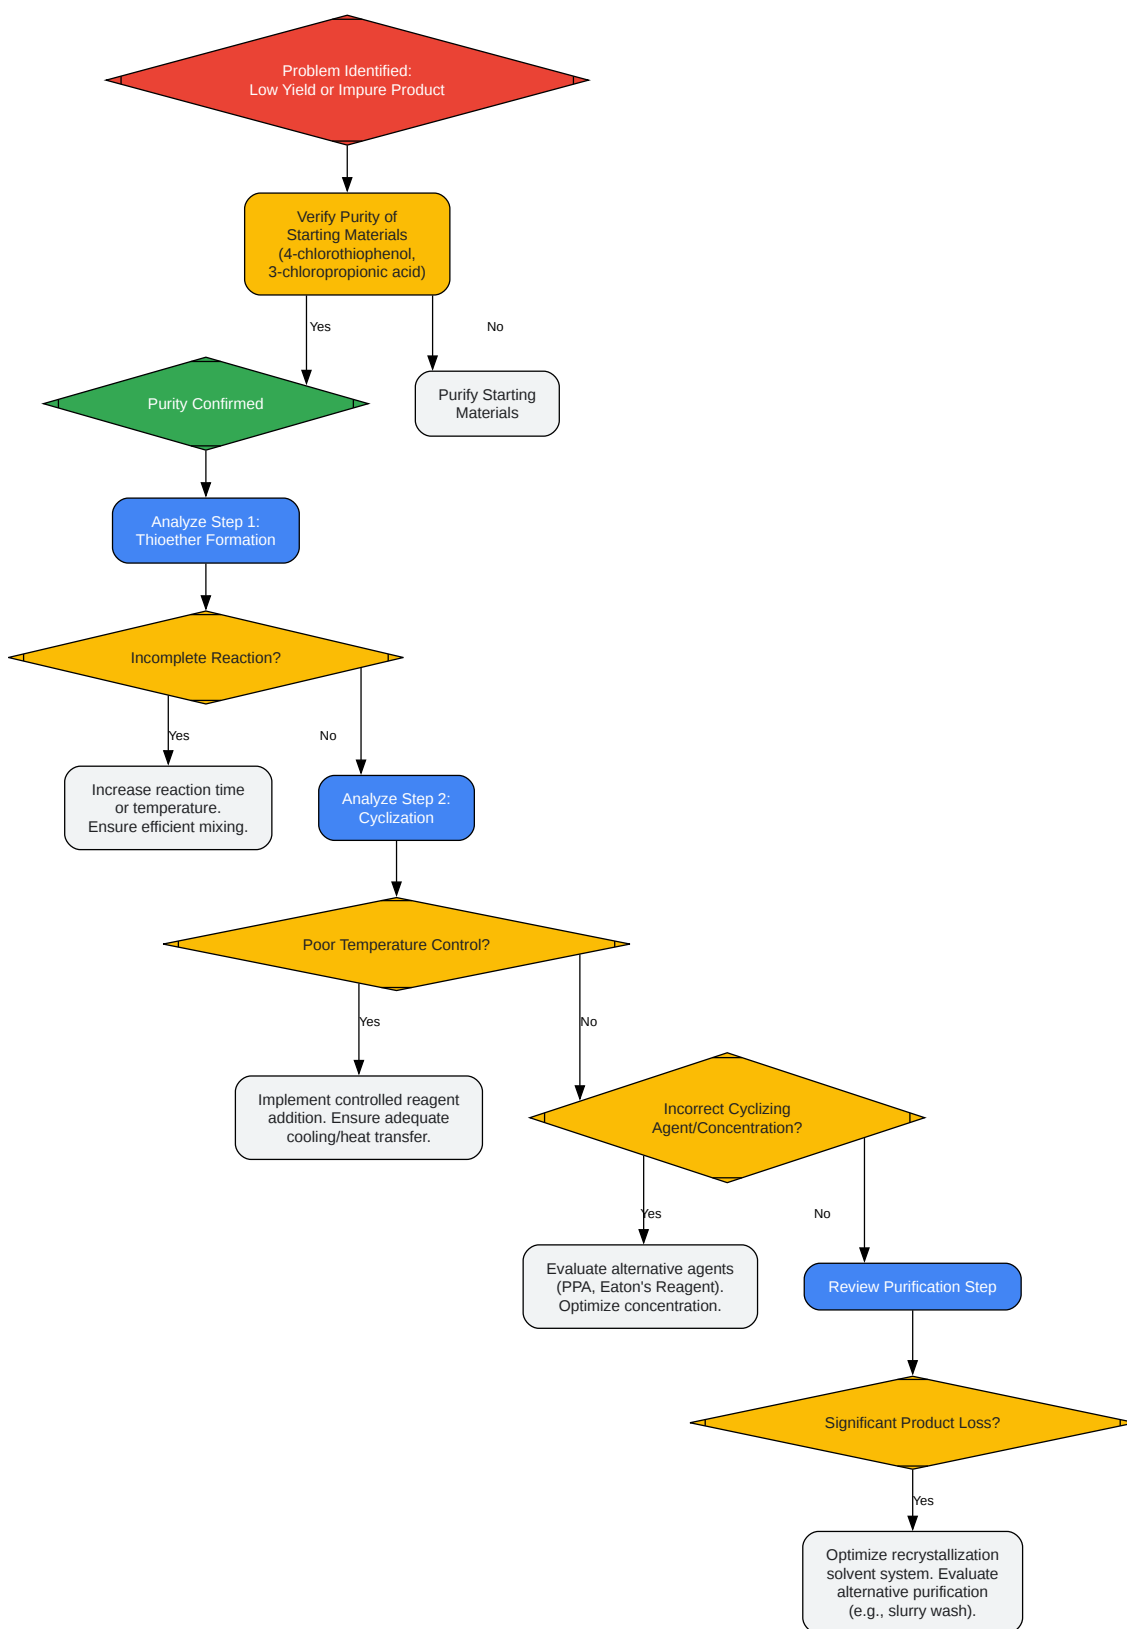 Problem Identified:
Low Yield or Impure Product
Verify Purity of
Starting Materials
(4-chlorothiophenol,
3-chloropropionic acid)
Yes
No
Purity Confirmed
Purify Starting
Materials
Analyze Step 1:
Thioether Formation
Incomplete Reaction?
Yes
No
Increase reaction time
or temperature.
Ensure efficient mixing.
Analyze Step 2:
Cyclization
Poor Temperature Control?
Yes
No
Implement controlled reagent
addition. Ensure adequate
cooling/heat transfer.
Incorrect Cyclizing
Agent/Concentration?
Yes
No
Evaluate alternative agents
(PPA, Eaton's Reagent).
Optimize concentration.
Review Purification Step
Significant Product Loss?
Yes
Optimize recrystallization
solvent system. Evaluate
alternative purification
(e.g., slurry wash).